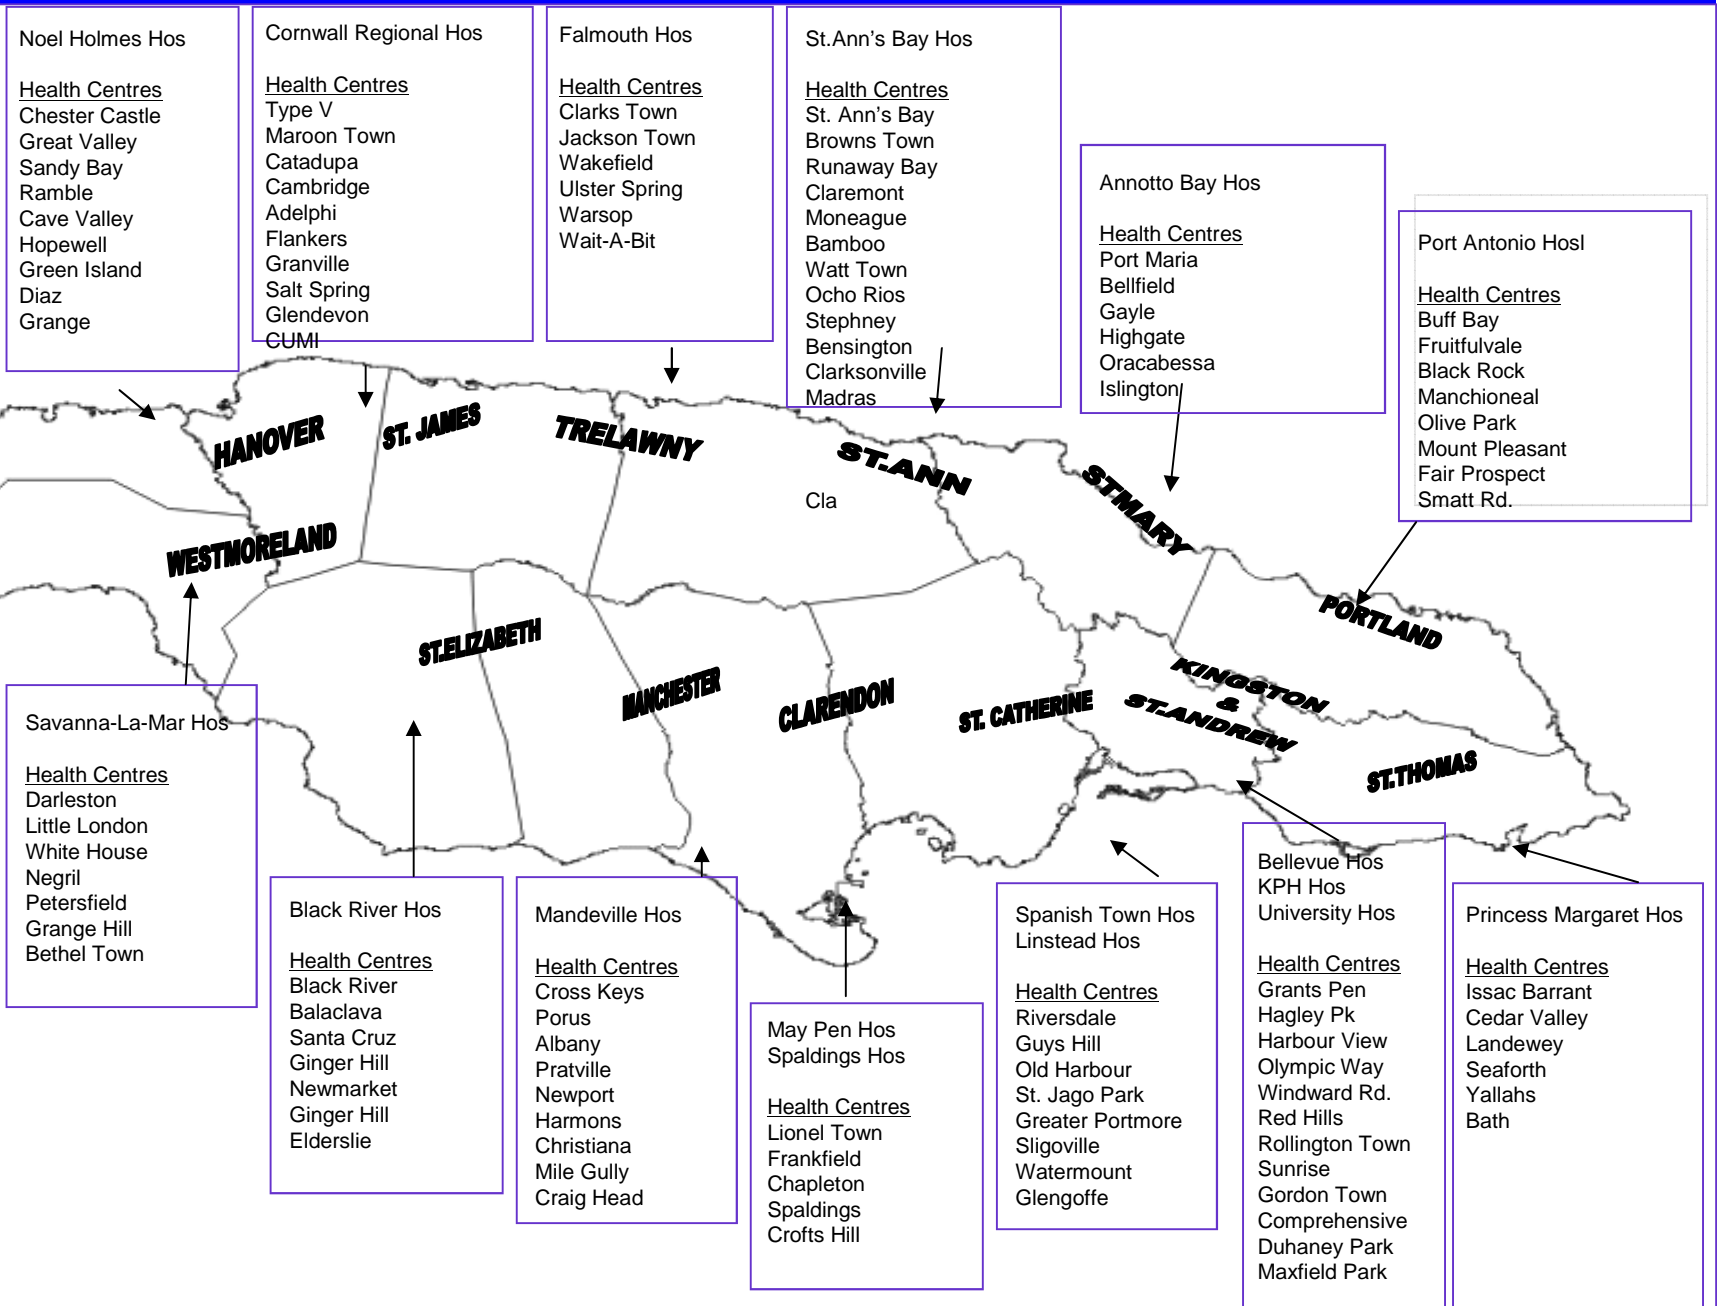 Noel Holmes Hos
Health Centres
Chester Castle
Great Valley
Sandy Bay
Ramble
Cave Valley
Hopewell
Green Island
Diaz
Grange
Cornwall Regional Hos
Health Centres
Type V
Maroon Town
Catadupa
Cambridge
Adelphi
Flankers
Granville
Salt Spring
Glendevon
CUMI
Falmouth Hos
Health Centres
Clarks Town
Jackson Town
Wakefield
Ulster Spring
Warsop
Wait-A-Bit
St.Ann’s Bay Hos
Health Centres
St. Ann’s Bay
Browns Town
Runaway Bay
Claremont
Moneague
Bamboo
Watt Town
Ocho Rios
Stephney
Bensington
Clarksonville
Madras
Cla
Annotto Bay Hos
Health Centres
Port Maria
Bellfield
Gayle
Highgate
Oracabessa
Islington
Port Antonio Hosl
Health Centres
Buff Bay
Fruitfulvale
Black Rock
Manchioneal
Olive Park
Mount Pleasant
Fair Prospect
Smatt Rd.
HANOVER
ST. JAMES
TRELAWNY
ST.ANN
STMARY
WESTMORELAND
ST.ELIZABETH
MANCHESTER
CLARENDON
ST. CATHERINE
KINGSTON
&
ST.ANDREW
PORTLAND
ST.THOMAS
Savanna-La-Mar Hos
Health Centres
Darleston
Little London
White House
Negril
Petersfield
Grange Hill
Bethel Town
Black River Hos
Health Centres
Black River
Balaclava
Santa Cruz
Ginger Hill
Newmarket
Ginger Hill
Elderslie
Mandeville Hos
Health Centres
Cross Keys
Porus
Albany
Pratville
Newport
Harmons
Christiana
Mile Gully
Craig Head
May Pen Hos
Spaldings Hos
Health Centres
Lionel Town
Frankfield
Chapleton
Spaldings
Crofts Hill
Spanish Town Hos
Linstead Hos
Health Centres
Riversdale
Guys Hill
Old Harbour
St. Jago Park
Greater Portmore
Sligoville
Watermount
Glengoffe
Bellevue Hos
KPH Hos
University Hos
Health Centres
Grants Pen
Hagley Pk
Harbour View
Olympic Way
Windward Rd.
Red Hills
Rollington Town
Sunrise
Gordon Town
Comprehensive
Duhaney Park
Maxfield Park
Princess Margaret Hos
Health Centres
Issac Barrant
Cedar Valley
Landewey
Seaforth
Yallahs
Bath